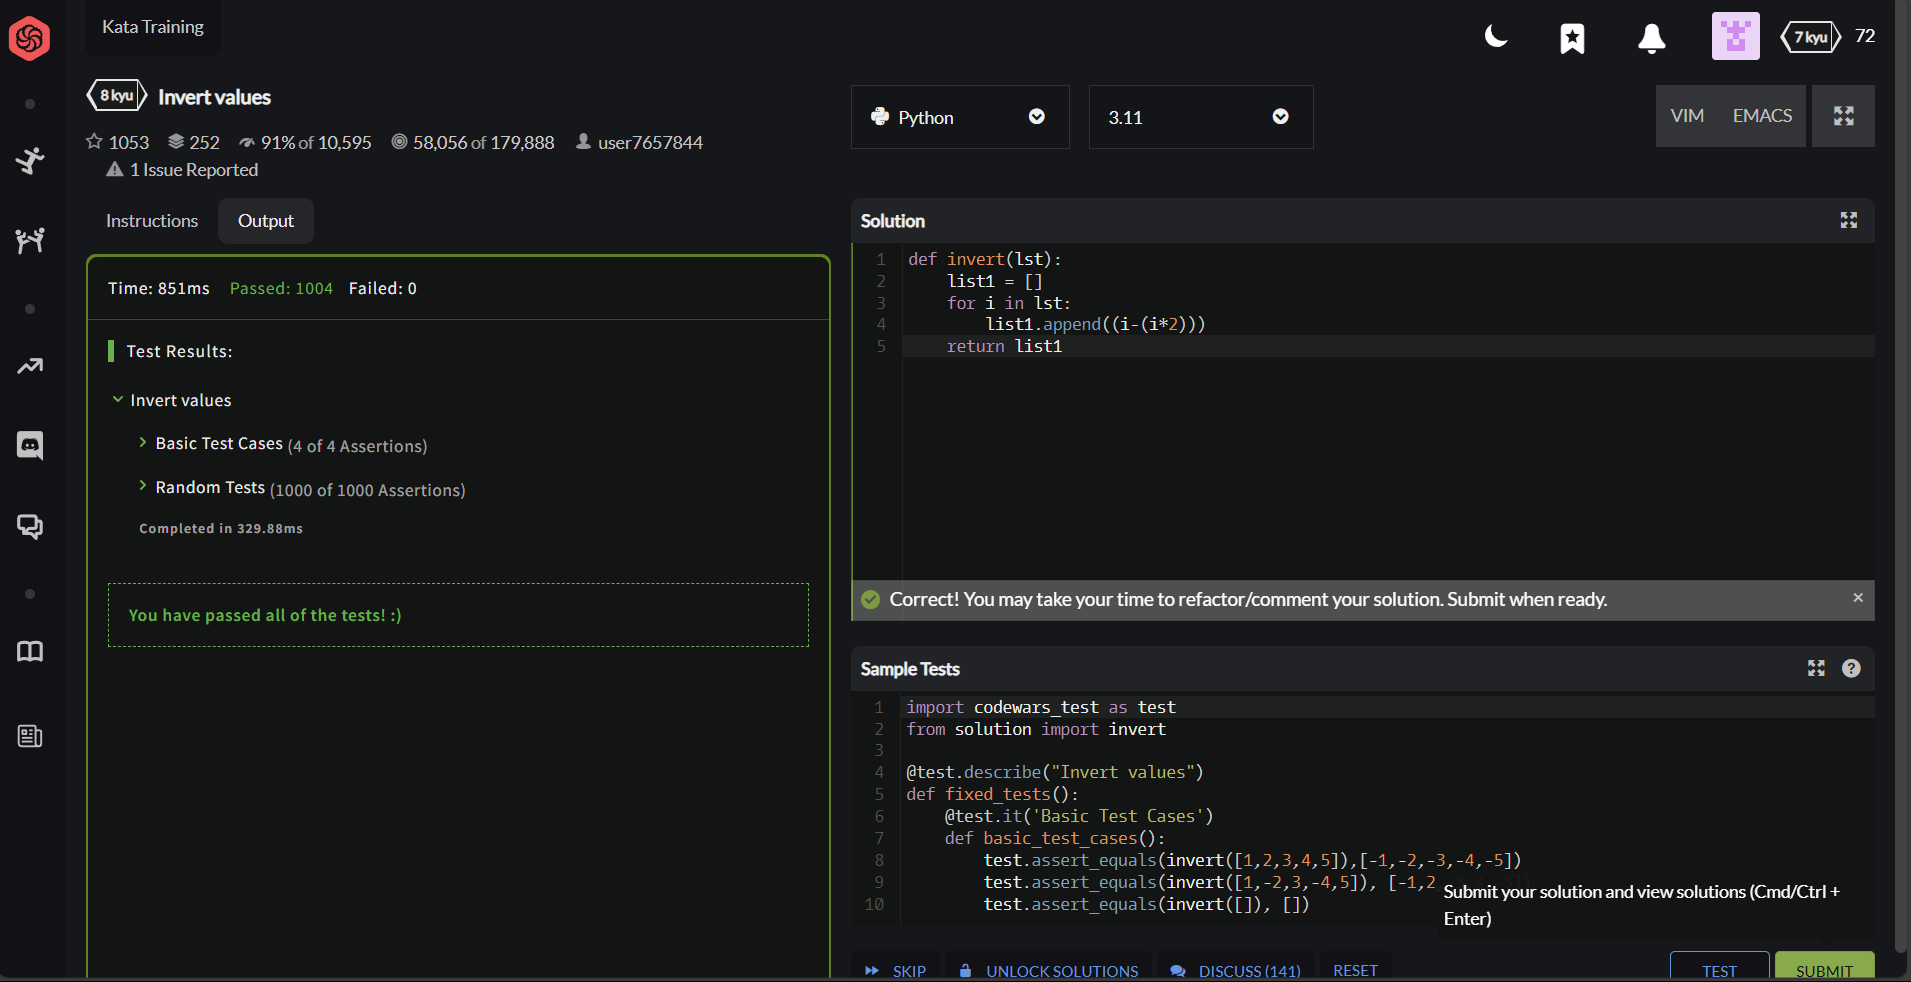 Kata Training
7 kyu 72
8 kyu Invert values
1053 252 91% of 10,595 58,056 of 179,888 user7657844
1 Issue Reported
Python
3.11
VIM EMACS
Instructions Output
Time: 851ms Passed: 1004 Failed: 0
Test Results:
Invert values
Basic Test Cases (4 of 4 Assertions)
Random Tests (1000 of 1000 Assertions)
Completed in 329.88ms
You have passed all of the tests! :)
Solution
1 def invert(lst):
2     list1 = []
3     for i in lst:
4         list1.append((i-(i*2)))
5     return list1
Correct! You may take your time to refactor/comment your solution. Submit when ready.
Sample Tests
1 import codewars_test as test
2 from solution import invert
3
4 @test.describe("Invert values")
5 def fixed_tests():
6     @test.it('Basic Test Cases')
7     def basic_test_cases():
8         test.assert_equals(invert([1,2,3,4,5]),[-1,-2,-3,-4,-5])
9         test.assert_equals(invert([1,-2,3,-4,5]), [-1,2
10         test.assert_equals(invert([]), [])
Submit your solution and view solutions (Cmd/Ctrl +
Enter)
SKIP UNLOCK SOLUTIONS DISCUSS (141) RESET TEST SUBMIT